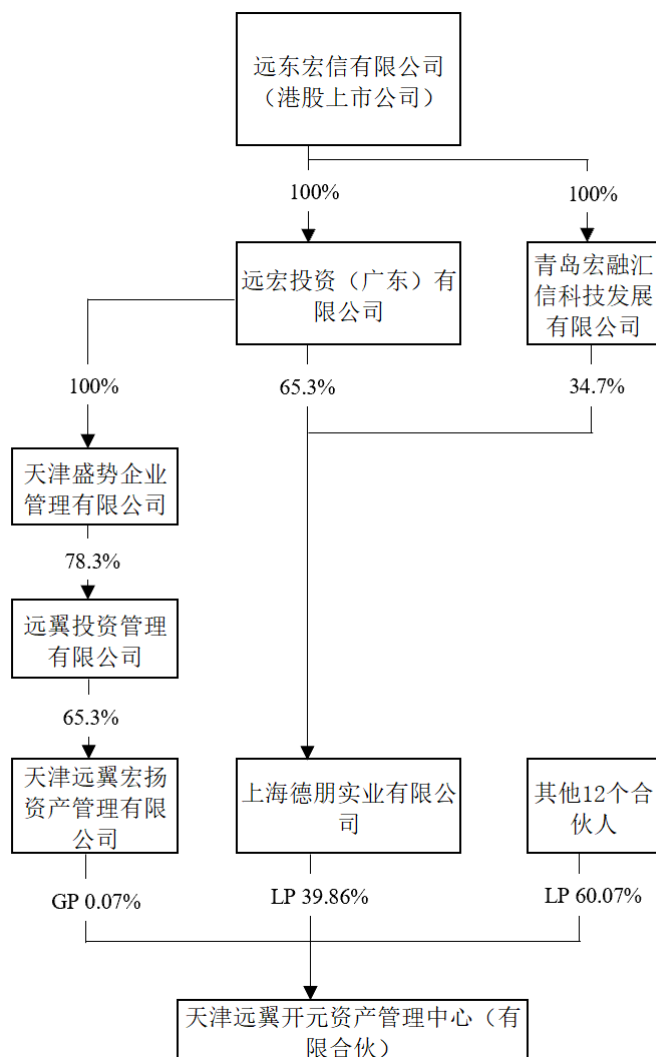 远东宏信有限公司
（港股上市公司）
100%
100%
远宏投资（广东）有
限公司
青岛宏融汇
信科技发展
有限公司
100%
65.3%
34.7%
天津盛势企业
管理有限公司
78.3%
远翼投资管理
有限公司
65.3%
天津远翼宏扬
资产管理有限
公司
上海德朋实业有限公
司
其他12个合
伙人
GP 0.07%
LP 39.86%
LP 60.07%
天津远翼开元资产管理中心（有
限合伙）